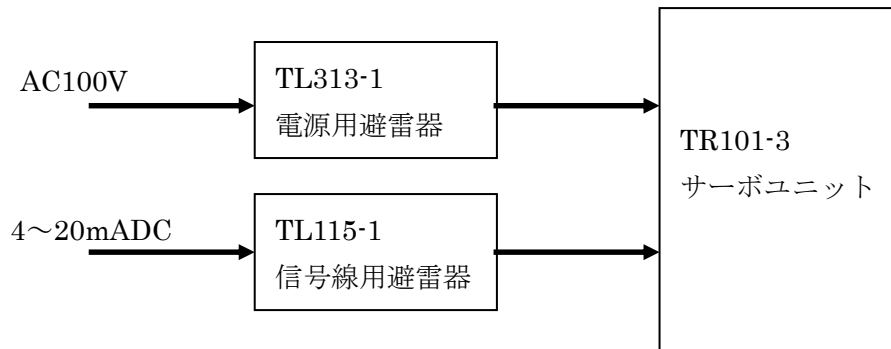 AC100V
TL313-1
電源用避雷器
4～20mADC
TL115-1
信号線用避雷器
TR101-3
サーボユニット